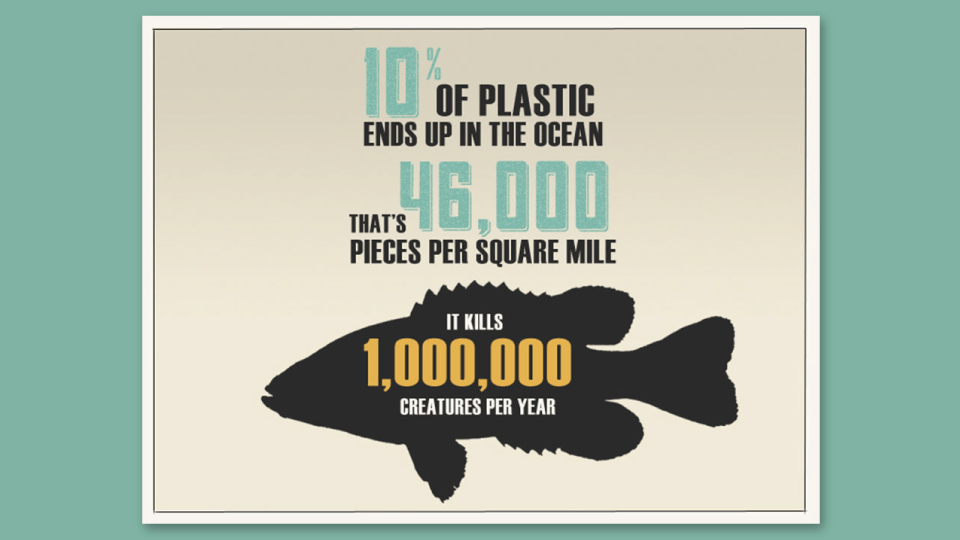 10% OF PLASTIC
ENDS UP IN THE OCEAN
THAT'S 46,000
PIECES PER SQUARE MILE
IT KILLS
1,000,000
CREATURES PER YEAR